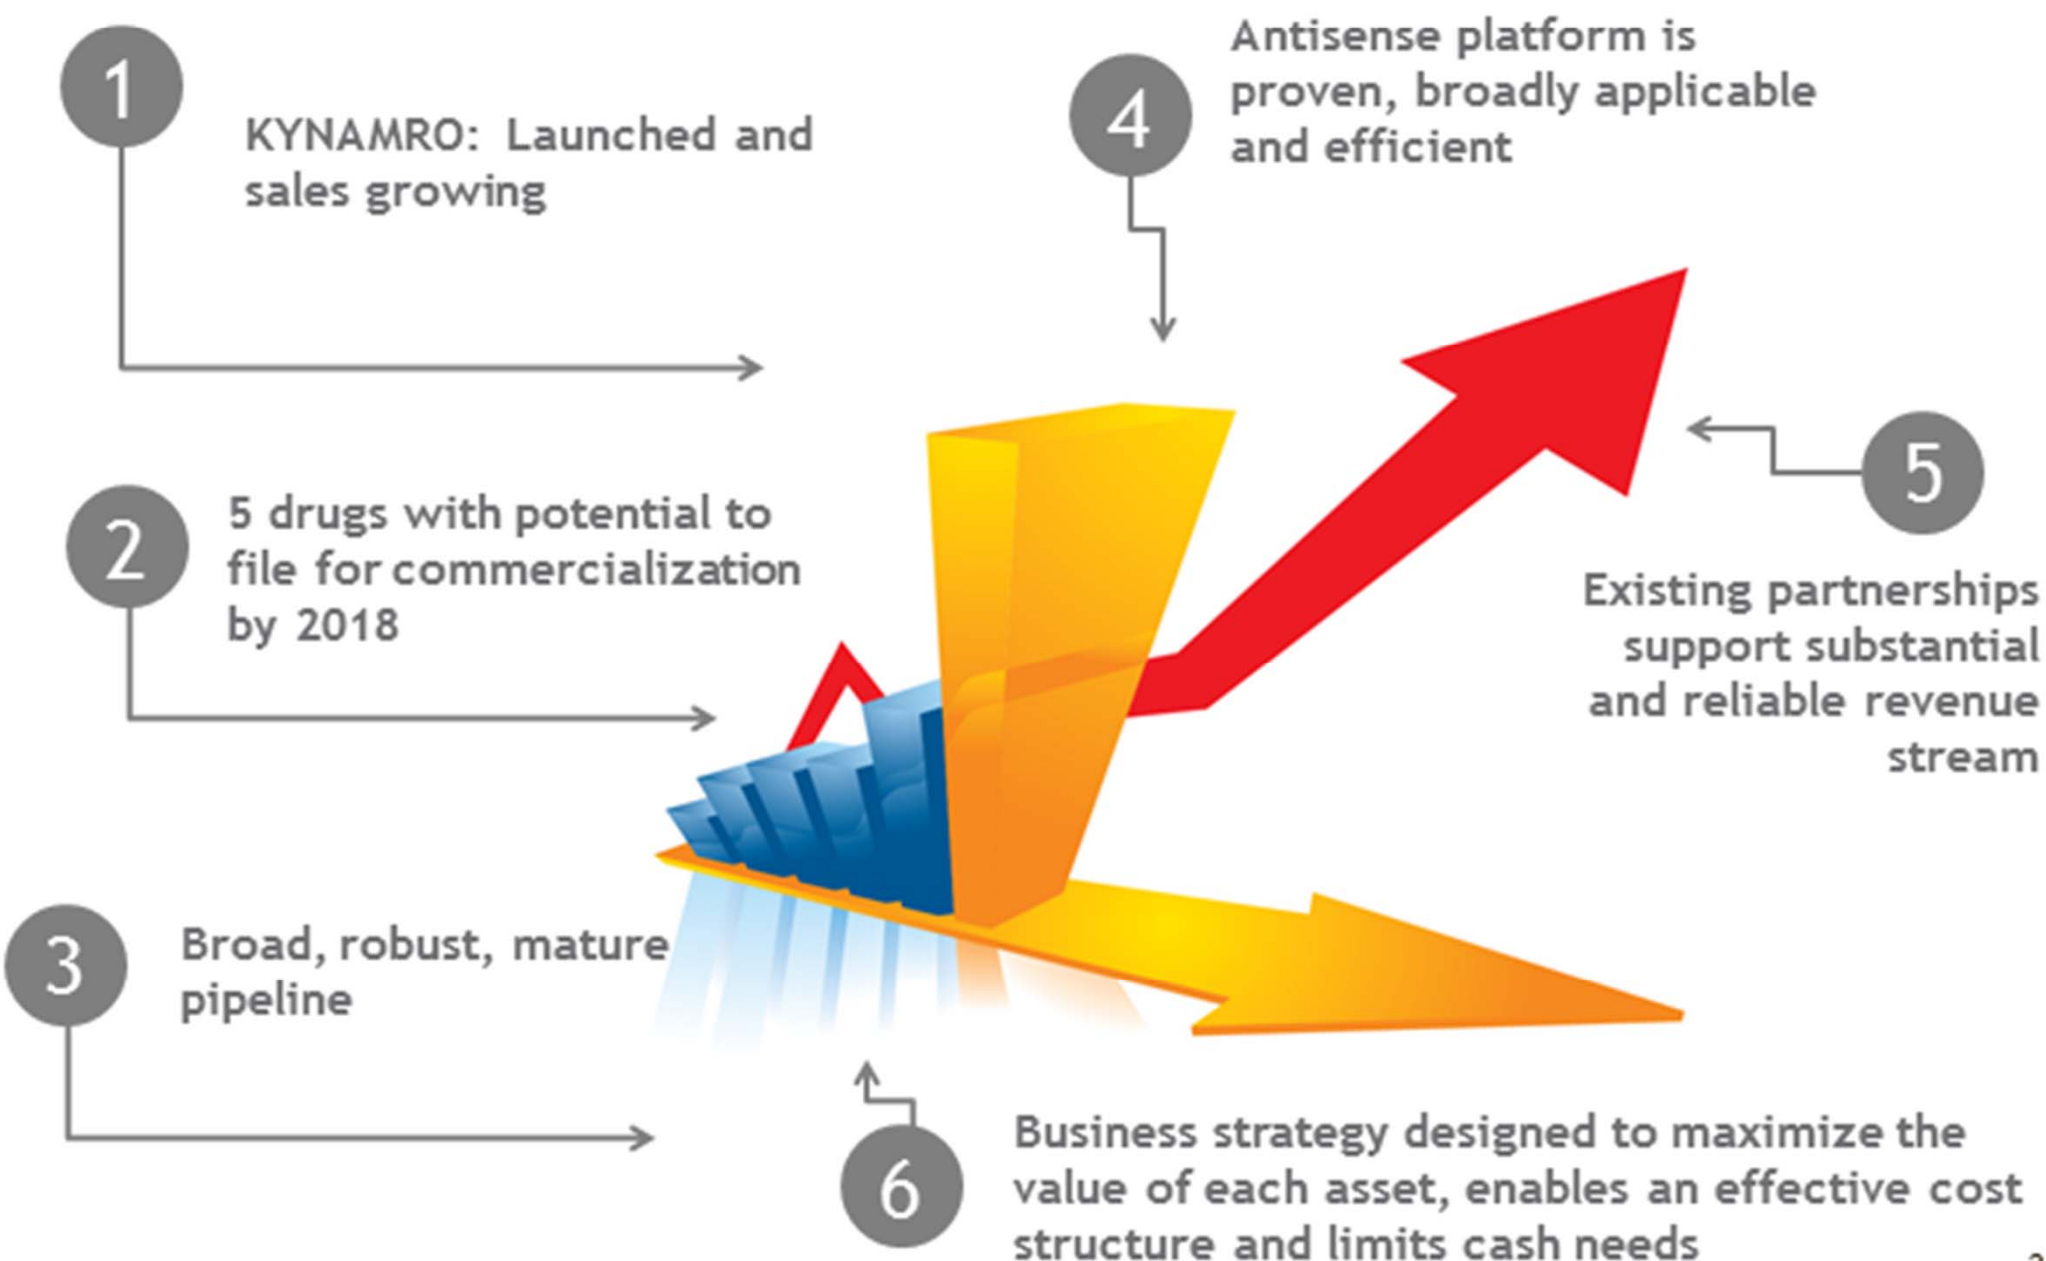 1
KYNAMRO: Launched and
sales growing
2
5 drugs with potential to
file for commercialization
by 2018
3
Broad, robust, mature
pipeline
4
Antisense platform is
proven, broadly applicable
and efficient
5
Existing partnerships
support substantial
and reliable revenue
stream
6
Business strategy designed to maximize the
value of each asset, enables an effective cost
structure and limits cash needs